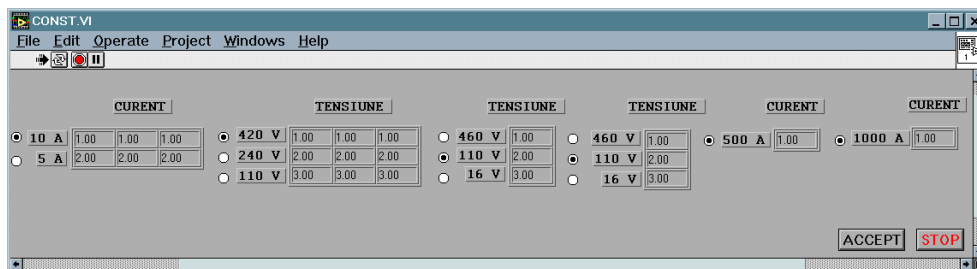 CONST.VI
File Edit Operate Project Windows Help
1
CURENT TENSIUNE TENSIUNE TENSIUNE CURENT CURENT
10 A 1.00 1.00 1.00 420 V 1.00 1.00 1.00 460 V 1.00 460 V 1.00 500 A 1.00 1000 A 1.00
5 A 2.00 2.00 2.00 240 V 2.00 2.00 2.00 110 V 2.00 110 V 2.00
110 V 3.00 3.00 3.00 16 V 3.00 16 V 3.00
ACCEPT STOP